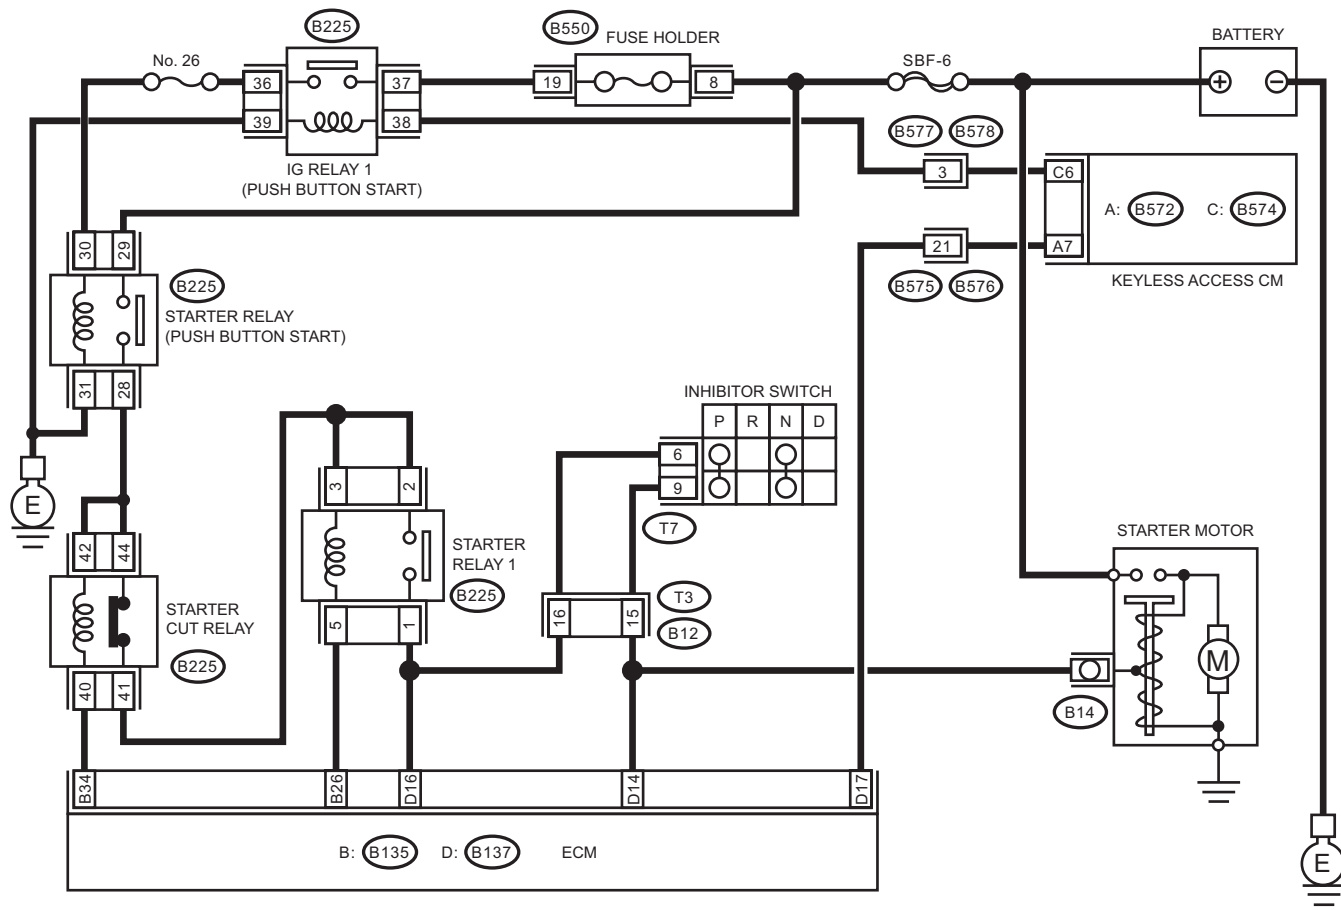 B225
B550
FUSE HOLDER
BATTERY
No. 26
SBF-6
36
37
19
8
39
38
B577
B578
IG RELAY 1
(PUSH BUTTON START)
3
C6
A:
B572
C:
B574
30
29
21
A7
B225
B575
B576
KEYLESS ACCESS CM
STARTER RELAY
(PUSH BUTTON START)
31
28
INHIBITOR SWITCH
P
R
N
D
6
9
3
2
E
T7
STARTER MOTOR
42
44
STARTER
RELAY 1
B225
STARTER
CUT RELAY
T3
16
15
B12
5
1
M
B225
40
41
B14
B34
B26
D16
D14
D17
B:
B135
D:
B137
ECM
E